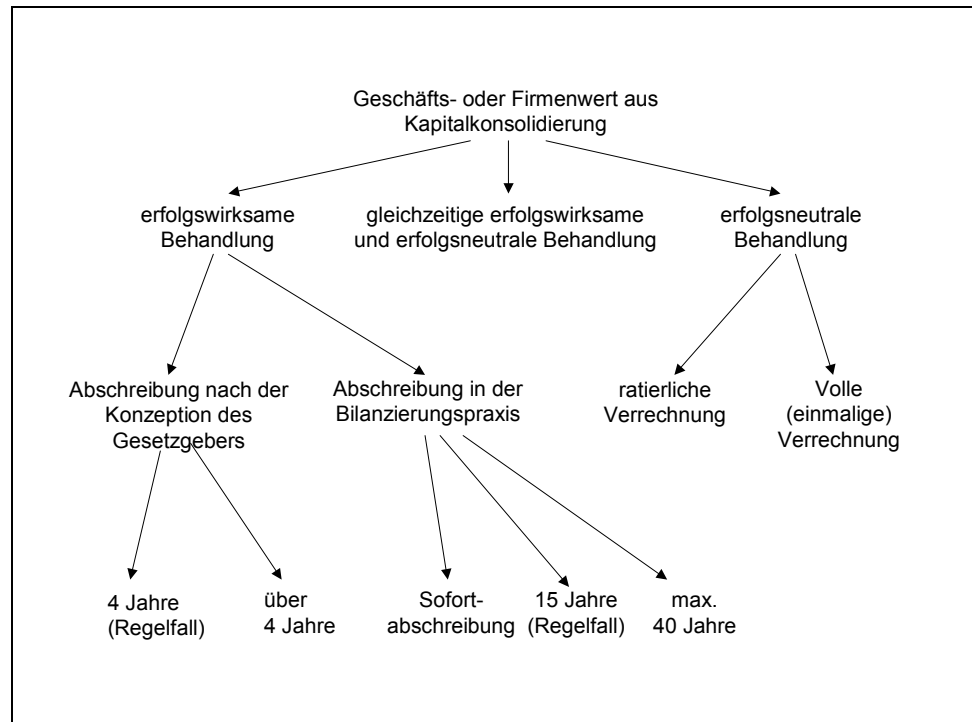 Geschäfts- oder Firmenwert aus
Kapitalkonsolidierung
erfolgswirksame
Behandlung
gleichzeitige erfolgswirksame
und erfolgsneutrale Behandlung
erfolgsneutrale
Behandlung
Abschreibung nach der
Konzeption des
Gesetzgebers
Abschreibung in der
Bilanzierungspraxis
ratierliche
Verrechnung
Volle
(einmalige)
Verrechnung
4 Jahre
(Regelfall)
über
4 Jahre
Sofort-
abschreibung
15 Jahre
(Regelfall)
max.
40 Jahre